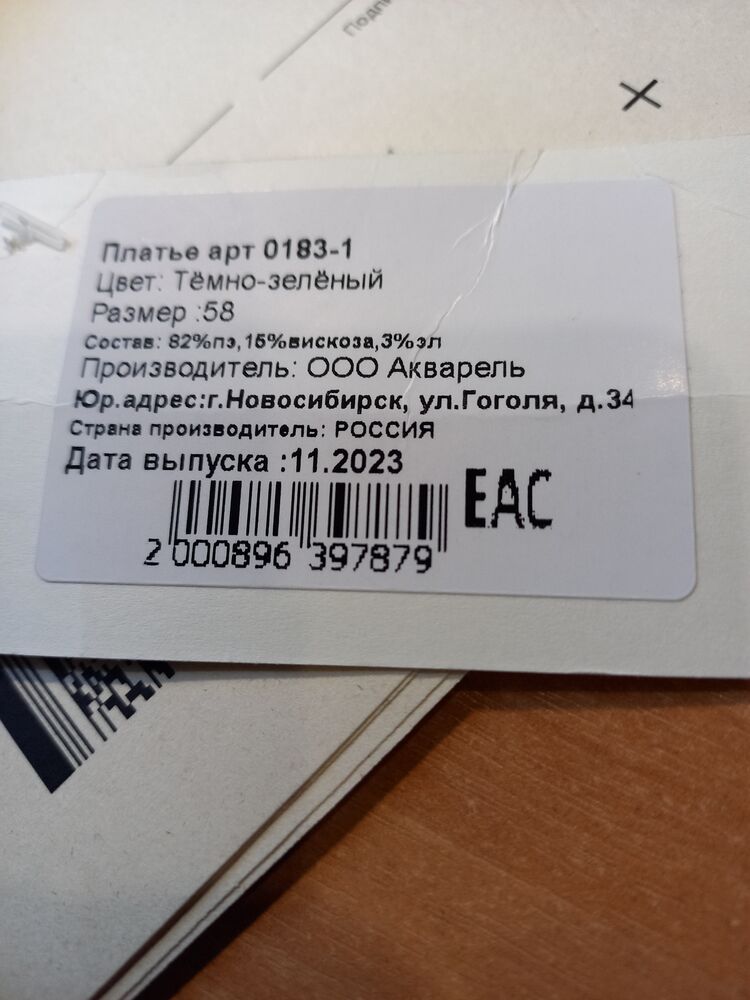 Подпи
Платье арт 0183-1
Цвет: Тёмно-зелёный
Размер :58
Состав: 82%пэ,15%вискоза,3%эл
Производитель: ООО Акварель
Юр.адрес:г.Новосибирск, ул.Гоголя, д.34
Страна производитель: РОССИЯ
Дата выпуска :11.2023
EAC
2 000896 397879